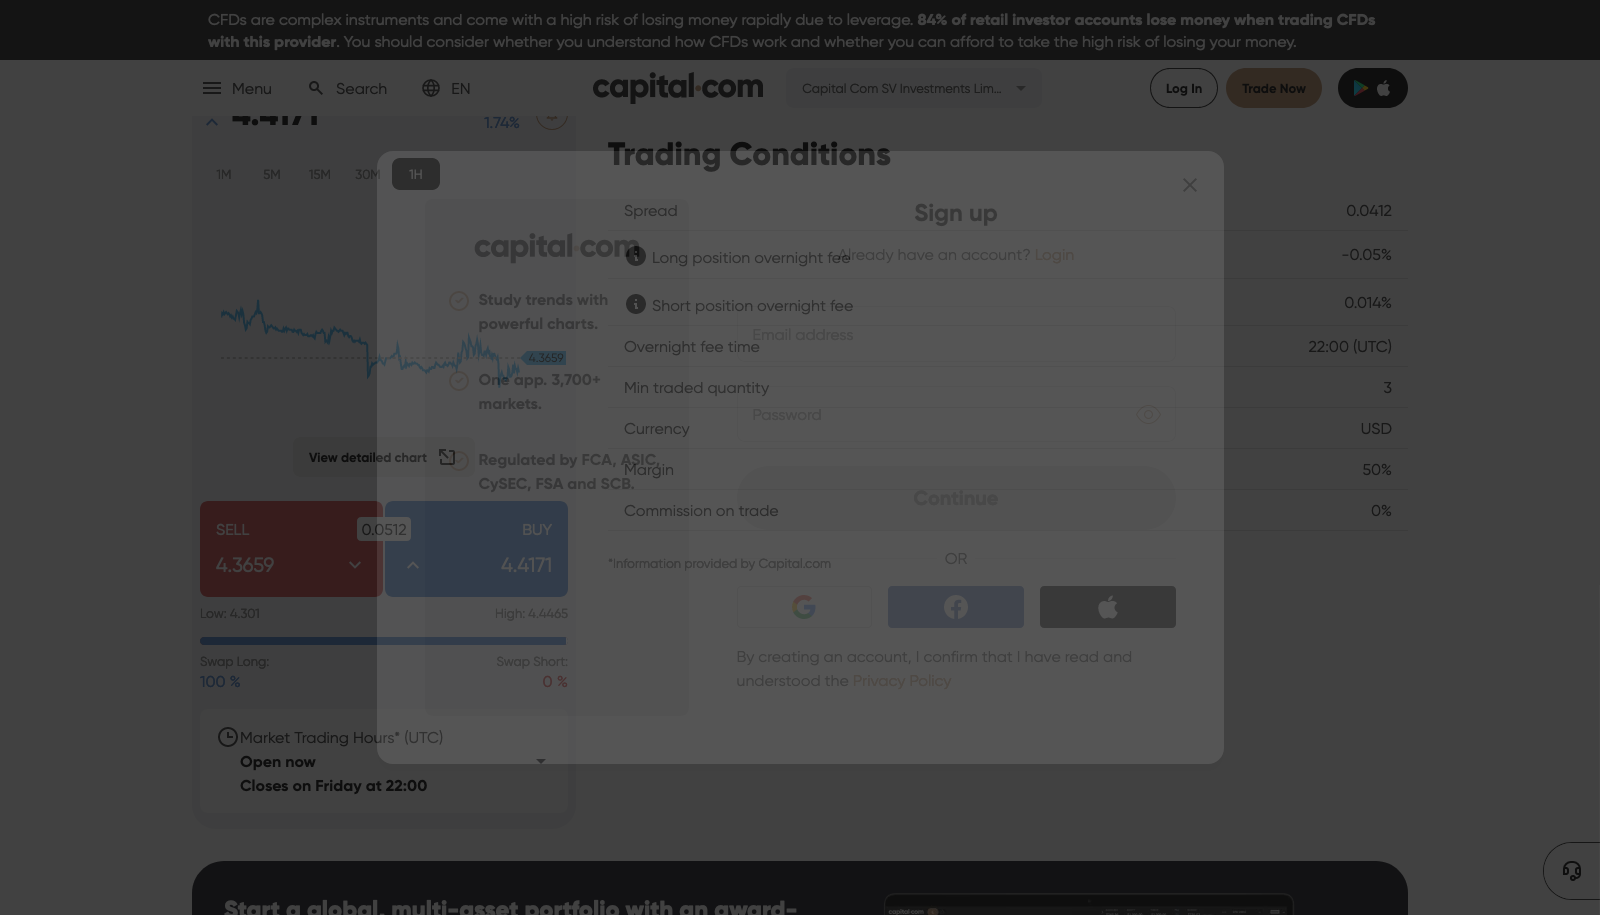 CFDs are complex instruments and come with a high risk of losing money rapidly due to leverage. 84% of retail investor accounts lose money when trading CFDs
with this provider. You should consider whether you understand how CFDs work and whether you can afford to take the high risk of losing your money.
Menu
Search
EN
capital.com
Capital Com SV Investments Lim...
Log In
Trade Now
4.4171
1.74%
1M
5M
15M
30M
1H
4.3659
View detailed chart
SELL
4.3659
0.0512
BUY
4.4171
Low: 4.301
High: 4.4465
Swap Long:
100 %
Swap Short:
0 %
Market Trading Hours* (UTC)
Open now
Closes on Friday at 22:00
Trading Conditions
Spread 0.0412
Long position overnight fee -0.05%
Short position overnight fee 0.014%
Overnight fee time 22:00 (UTC)
Min traded quantity 3
Currency USD
Margin 50%
Commission on trade 0%
*Information provided by Capital.com
capital.com
Study trends with
powerful charts.
One app. 3,700+
markets.
Regulated by FCA, ASIC,
CySEC, FSA and SCB.
Sign up
Already have an account? Login
Email address
Password
Continue
OR
By creating an account, I confirm that I have read and
understood the Privacy Policy
Start a global, multi-asset portfolio with an award-
capital.com